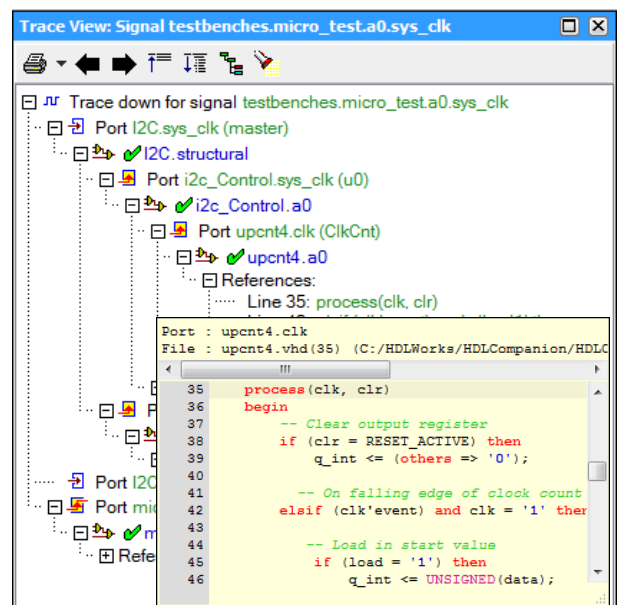 Trace View: Signal testbenches.micro_test.a0.sys_clk
Trace down for signal testbenches.micro_test.a0.sys_clk
Port I2C.sys_clk (master)
I2C.structural
Port i2c_Control.sys_clk (u0)
i2c_Control.a0
Port upcnt4.clk (ClkCnt)
upcnt4.a0
References:
Line 35: process(clk, clr)
Port : upcnt4.clk
File : upcnt4.vhd(35) (C:/HDLWorks/HDLCompanion/HDLC
35 process(clk, clr)
36 begin
37 -- Clear output register
38 if (clr = RESET_ACTIVE) then
39 q_int <= (others => '0');
40
41 -- On falling edge of clock count
42 elsif (clk'event) and clk = '1' then
43
44 -- Load in start value
45 if (load = '1') then
46 q_int <= UNSIGNED(data);
P
Port I2C
Port mic
m
Refe